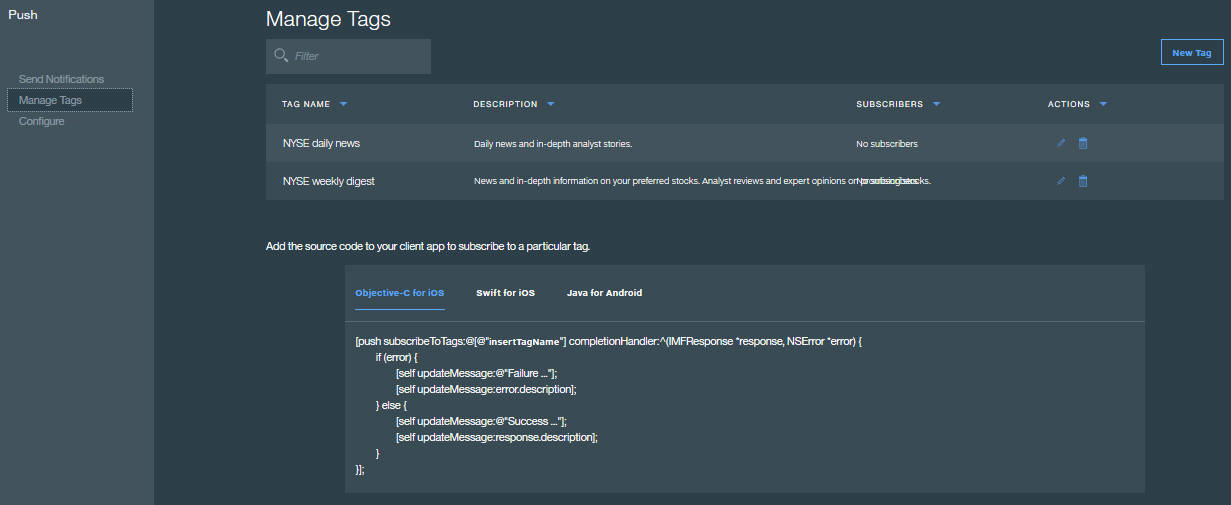 Push
Send Notifications
Manage Tags
Configure
Manage Tags
Filter
New Tag
TAG NAME DESCRIPTION SUBSCRIBERS ACTIONS
NYSE daily news Daily news and in-depth analyst stories. No subscribers
NYSE weekly digest News and in-depth information on your preferred stocks. Analyst reviews and expert opinions on promising stocks. No subscribers
Add the source code to your client app to subscribe to a particular tag.
Objective-C for iOS Swift for iOS Java for Android
[push subscribeToTags:@[@"insertTagName"] completionHandler:^(IMFResponse *response, NSError *error) {
if (error) {
[self updateMessage:@"Failure ..."];
[self updateMessage:error.description];
} else {
[self updateMessage:@"Success ..."];
[self updateMessage:response.description];
}
}];